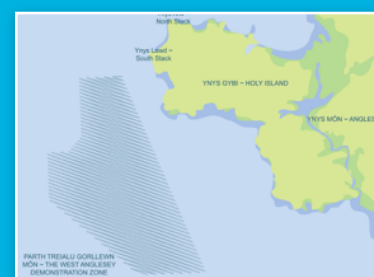 North Stack
Ynys Lawd ~
South Stack
YNYS GYBI ~ HOLY ISLAND
YNYS MÔN ~ ANGLES
PARTH TREIALU GORLLEWN
MÔN ~ THE WEST ANGLESEY
DEMONSTRATION ZONE